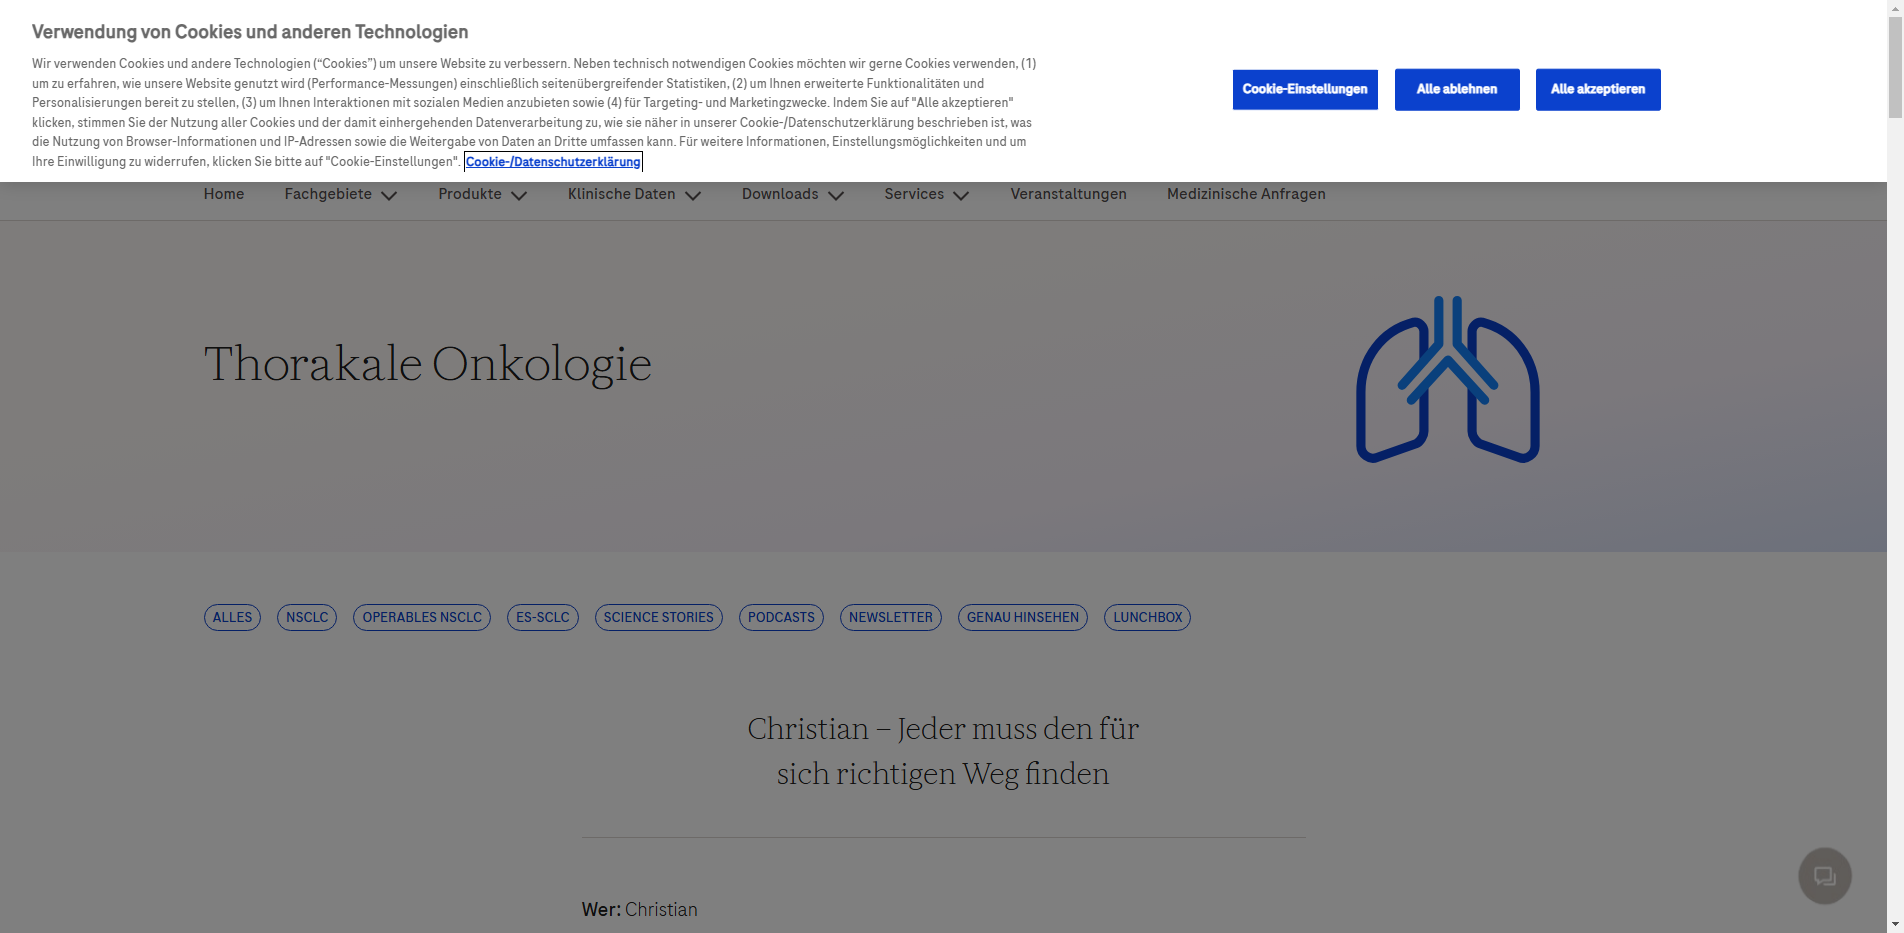 Verwendung von Cookies und anderen Technologien
Wir verwenden Cookies und andere Technologien (“Cookies”) um unsere Website zu verbessern. Neben technisch notwendigen Cookies möchten wir gerne Cookies verwenden, (1)
um zu erfahren, wie unsere Website genutzt wird (Performance-Messungen) einschließlich seitenübergreifender Statistiken, (2) um Ihnen erweiterte Funktionalitäten und
Personalisierungen bereit zu stellen, (3) um Ihnen Interaktionen mit sozialen Medien anzubieten sowie (4) für Targeting- und Marketingzwecke. Indem Sie auf "Alle akzeptieren"
klicken, stimmen Sie der Nutzung aller Cookies und der damit einhergehenden Datenverarbeitung zu, wie sie näher in unserer Cookie-/Datenschutzerklärung beschrieben ist, was
die Nutzung von Browser-Informationen und IP-Adressen sowie die Weitergabe von Daten an Dritte umfassen kann. Für weitere Informationen, Einstellungsmöglichkeiten und um
Ihre Einwilligung zu widerrufen, klicken Sie bitte auf "Cookie-Einstellungen". Cookie-/Datenschutzerklärung
Cookie-Einstellungen Alle ablehnen Alle akzeptieren
Home Fachgebiete Produkte Klinische Daten Downloads Services Veranstaltungen Medizinische Anfragen
Thorakale Onkologie
ALLES NSCLC OPERABLES NSCLC ES-SCLC SCIENCE STORIES PODCASTS NEWSLETTER GENAU HINSEHEN LUNCHBOX
Christian – Jeder muss den für
sich richtigen Weg finden
Wer: Christian